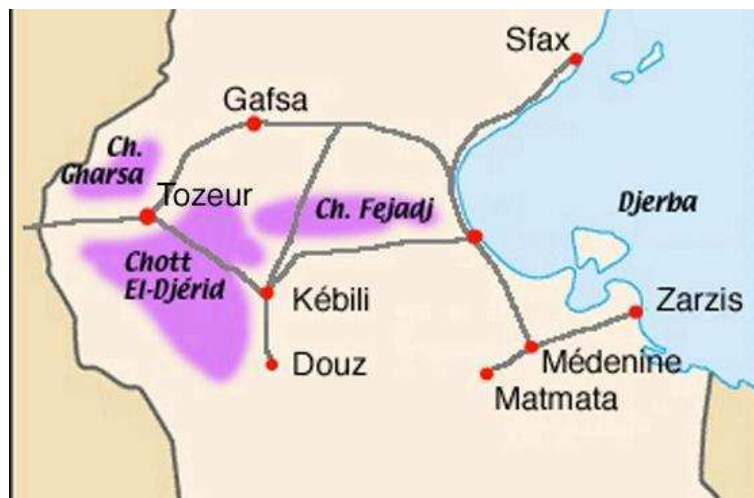 Sfax
Gafsa
Ch.
Gharsa
Tozeur
Ch. Fejadj
Djerba
Chott
El-Djérid
Kébili
Zarzis
Douz
Médenine
Matmata